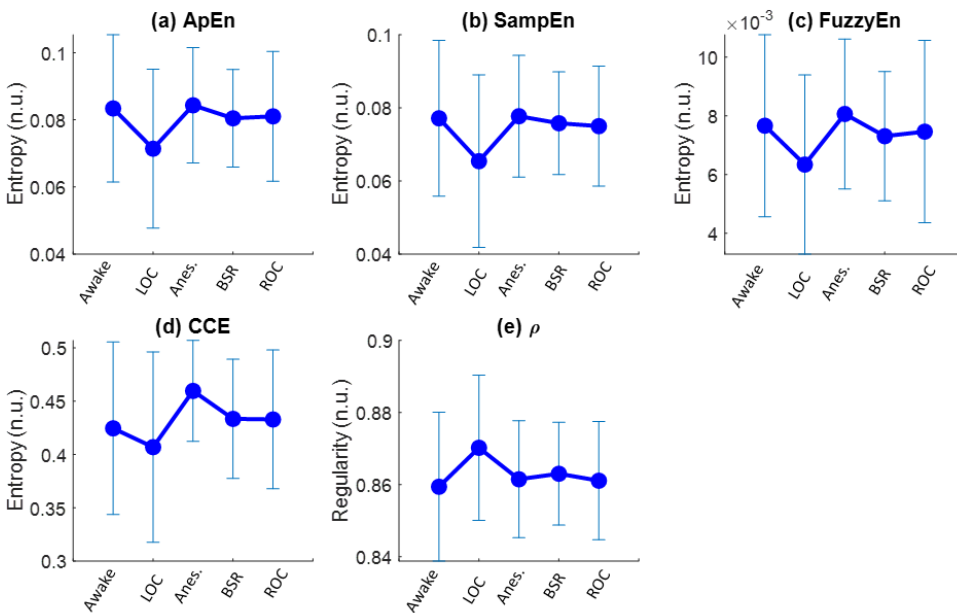 (a) ApEn
Entropy (n.u.)
0.1
0.08
0.06
0.04
Awake
LOC
Anes.
BSR
ROC
(b) SampEn
Entropy (n.u.)
0.1
0.08
0.06
0.04
Awake
LOC
Anes.
BSR
ROC
(c) FuzzyEn
×10⁻³
Entropy (n.u.)
10
8
6
4
Awake
LOC
Anes.
BSR
ROC
(d) CCE
Entropy (n.u.)
0.5
0.45
0.4
0.35
0.3
Awake
LOC
Anes.
BSR
ROC
(e) ρ
Regularity (n.u.)
0.9
0.88
0.86
0.84
Awake
LOC
Anes.
BSR
ROC